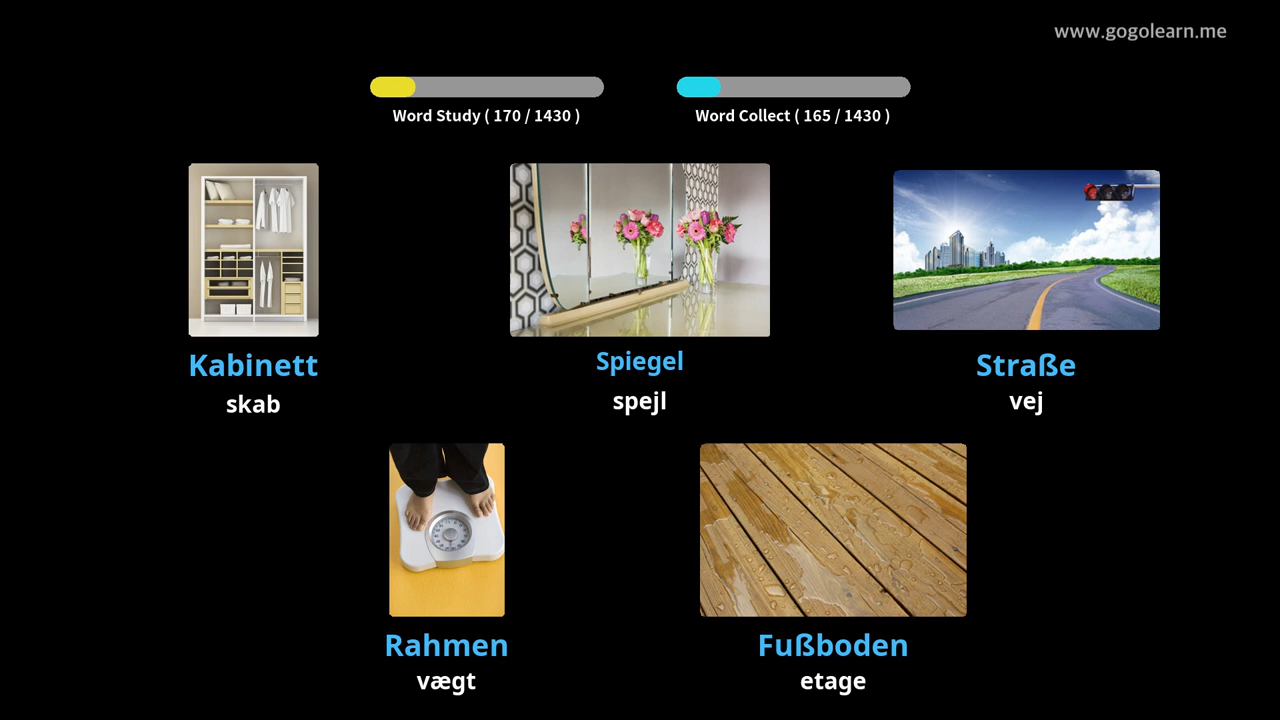 www.gogolearn.me
Word Study ( 170 / 1430 )
Word Collect ( 165 / 1430 )
Kabinett
skab
Spiegel
spejl
Straße
vej
Rahmen
vægt
Fußboden
etage